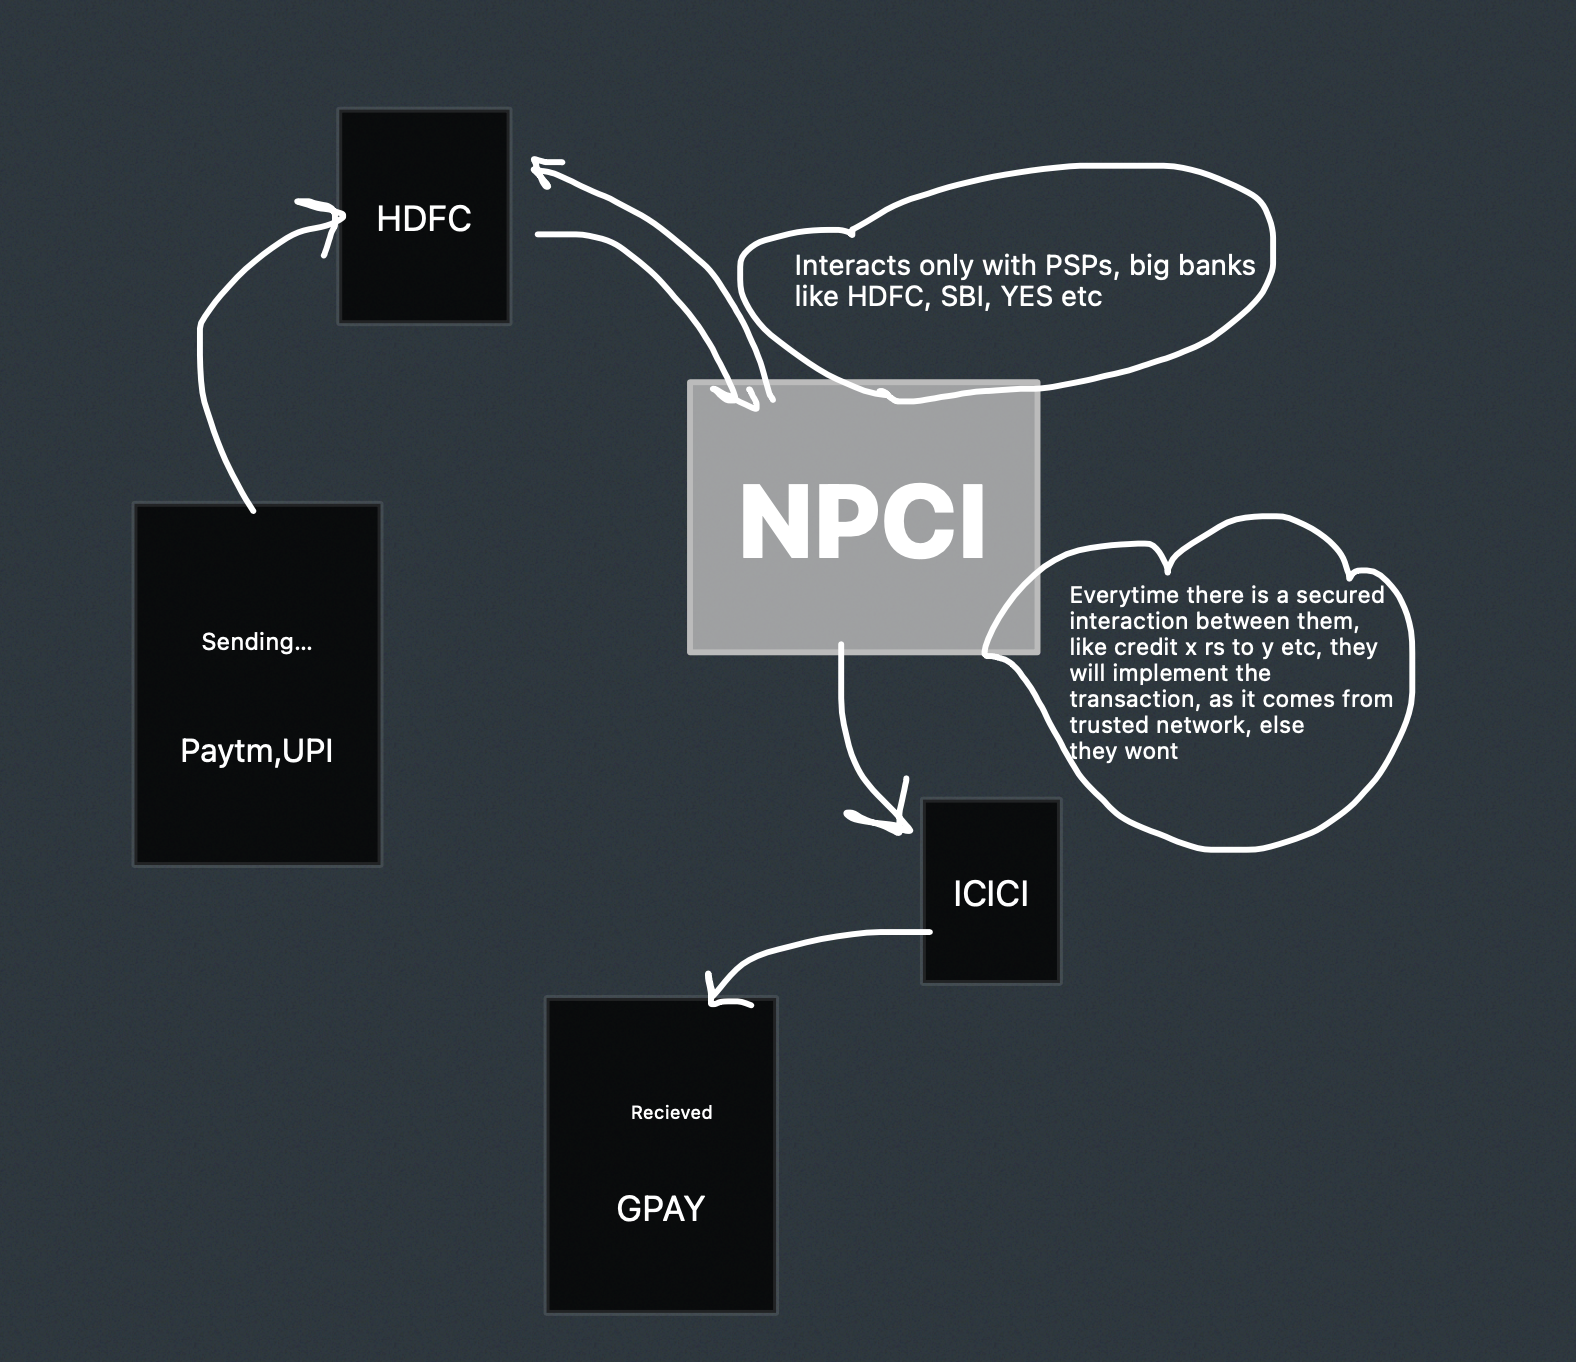 HDFC
Interacts only with PSPs, big banks
like HDFC, SBI, YES etc
NPCI
Sending...
Paytm,UPI
Everytime there is a secured
interaction between them,
like credit x rs to y etc, they
will implement the
transaction, as it comes from
trusted network, else
they wont
ICICI
Recieved
GPAY